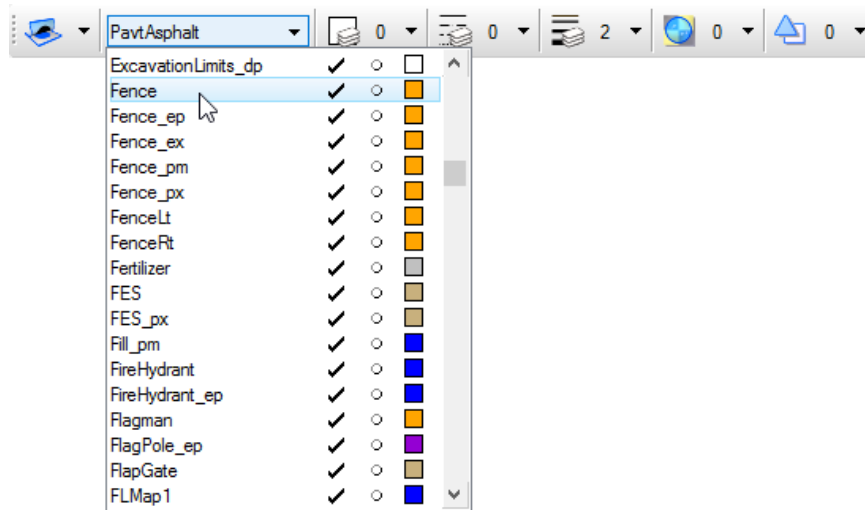 PavtAsphalt 0 0 2 0 0
ExcavationLimits_dp
Fence
Fence_ep
Fence_ex
Fence_pm
Fence_px
FenceLt
FenceRt
Fertilizer
FES
FES_px
Fill_pm
FireHydrant
FireHydrant_ep
Flagman
FlagPole_ep
FlapGate
FLMap1